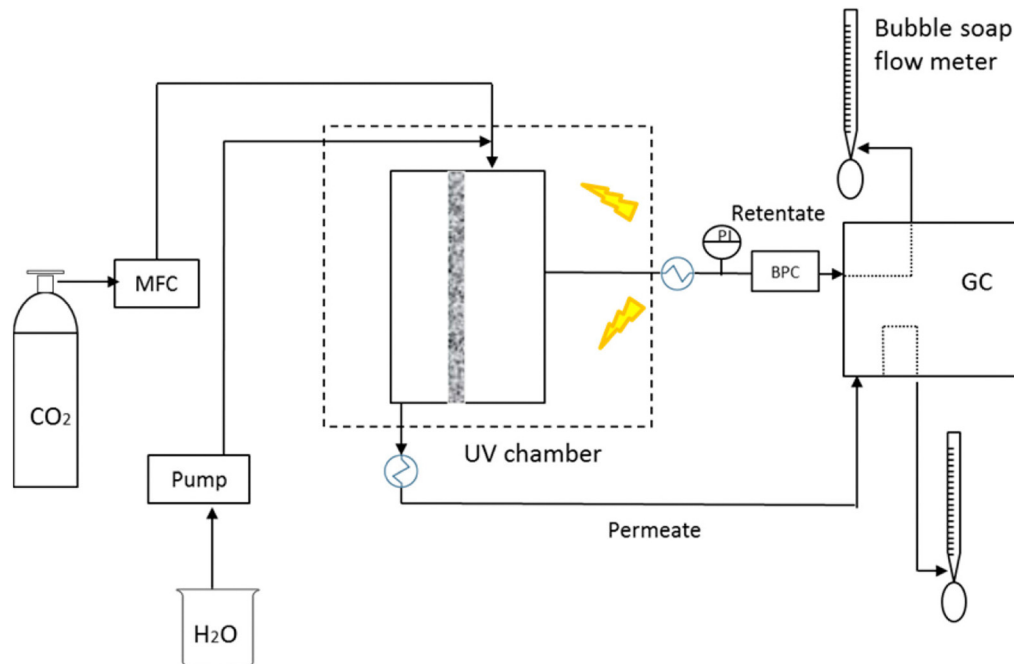 Bubble soap
flow meter
Retentate
PI
MFC
BPC
GC
CO₂
UV chamber
Pump
Permeate
H₂O